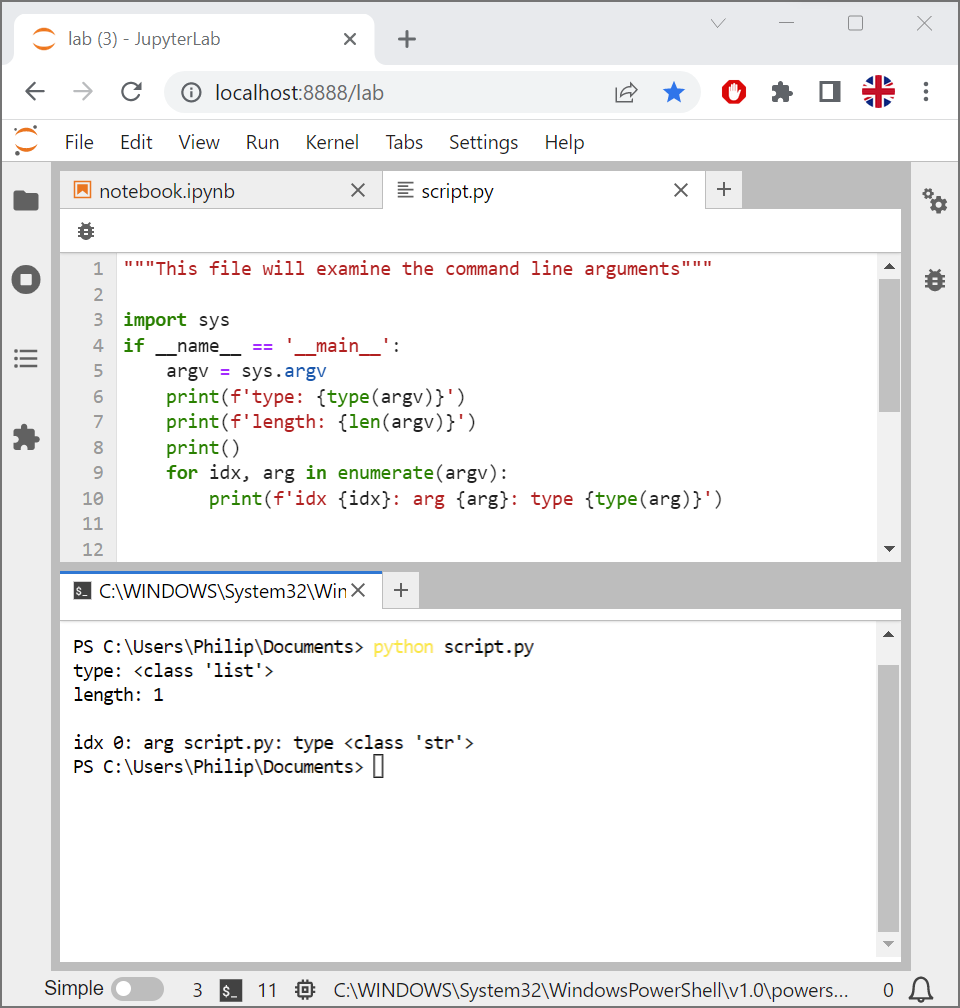 lab (3) - JupyterLab
localhost:8888/lab
File Edit View Run Kernel Tabs Settings Help
notebook.ipynb script.py
1 """This file will examine the command line arguments"""
2
3 import sys
4 if __name__ == '__main__':
5     argv = sys.argv
6     print(f'type: {type(argv)}')
7     print(f'length: {len(argv)}')
8     print()
9     for idx, arg in enumerate(argv):
10         print(f'idx {idx}: arg {arg}: type {type(arg)}')
11
12
$_ C:\WINDOWS\System32\Win
PS C:\Users\Philip\Documents> python script.py
type: <class 'list'>
length: 1
idx 0: arg script.py: type <class 'str'>
PS C:\Users\Philip\Documents>
Simple 3 $_ 11 C:\WINDOWS\System32\WindowsPowerShell\v1.0\powers... 0